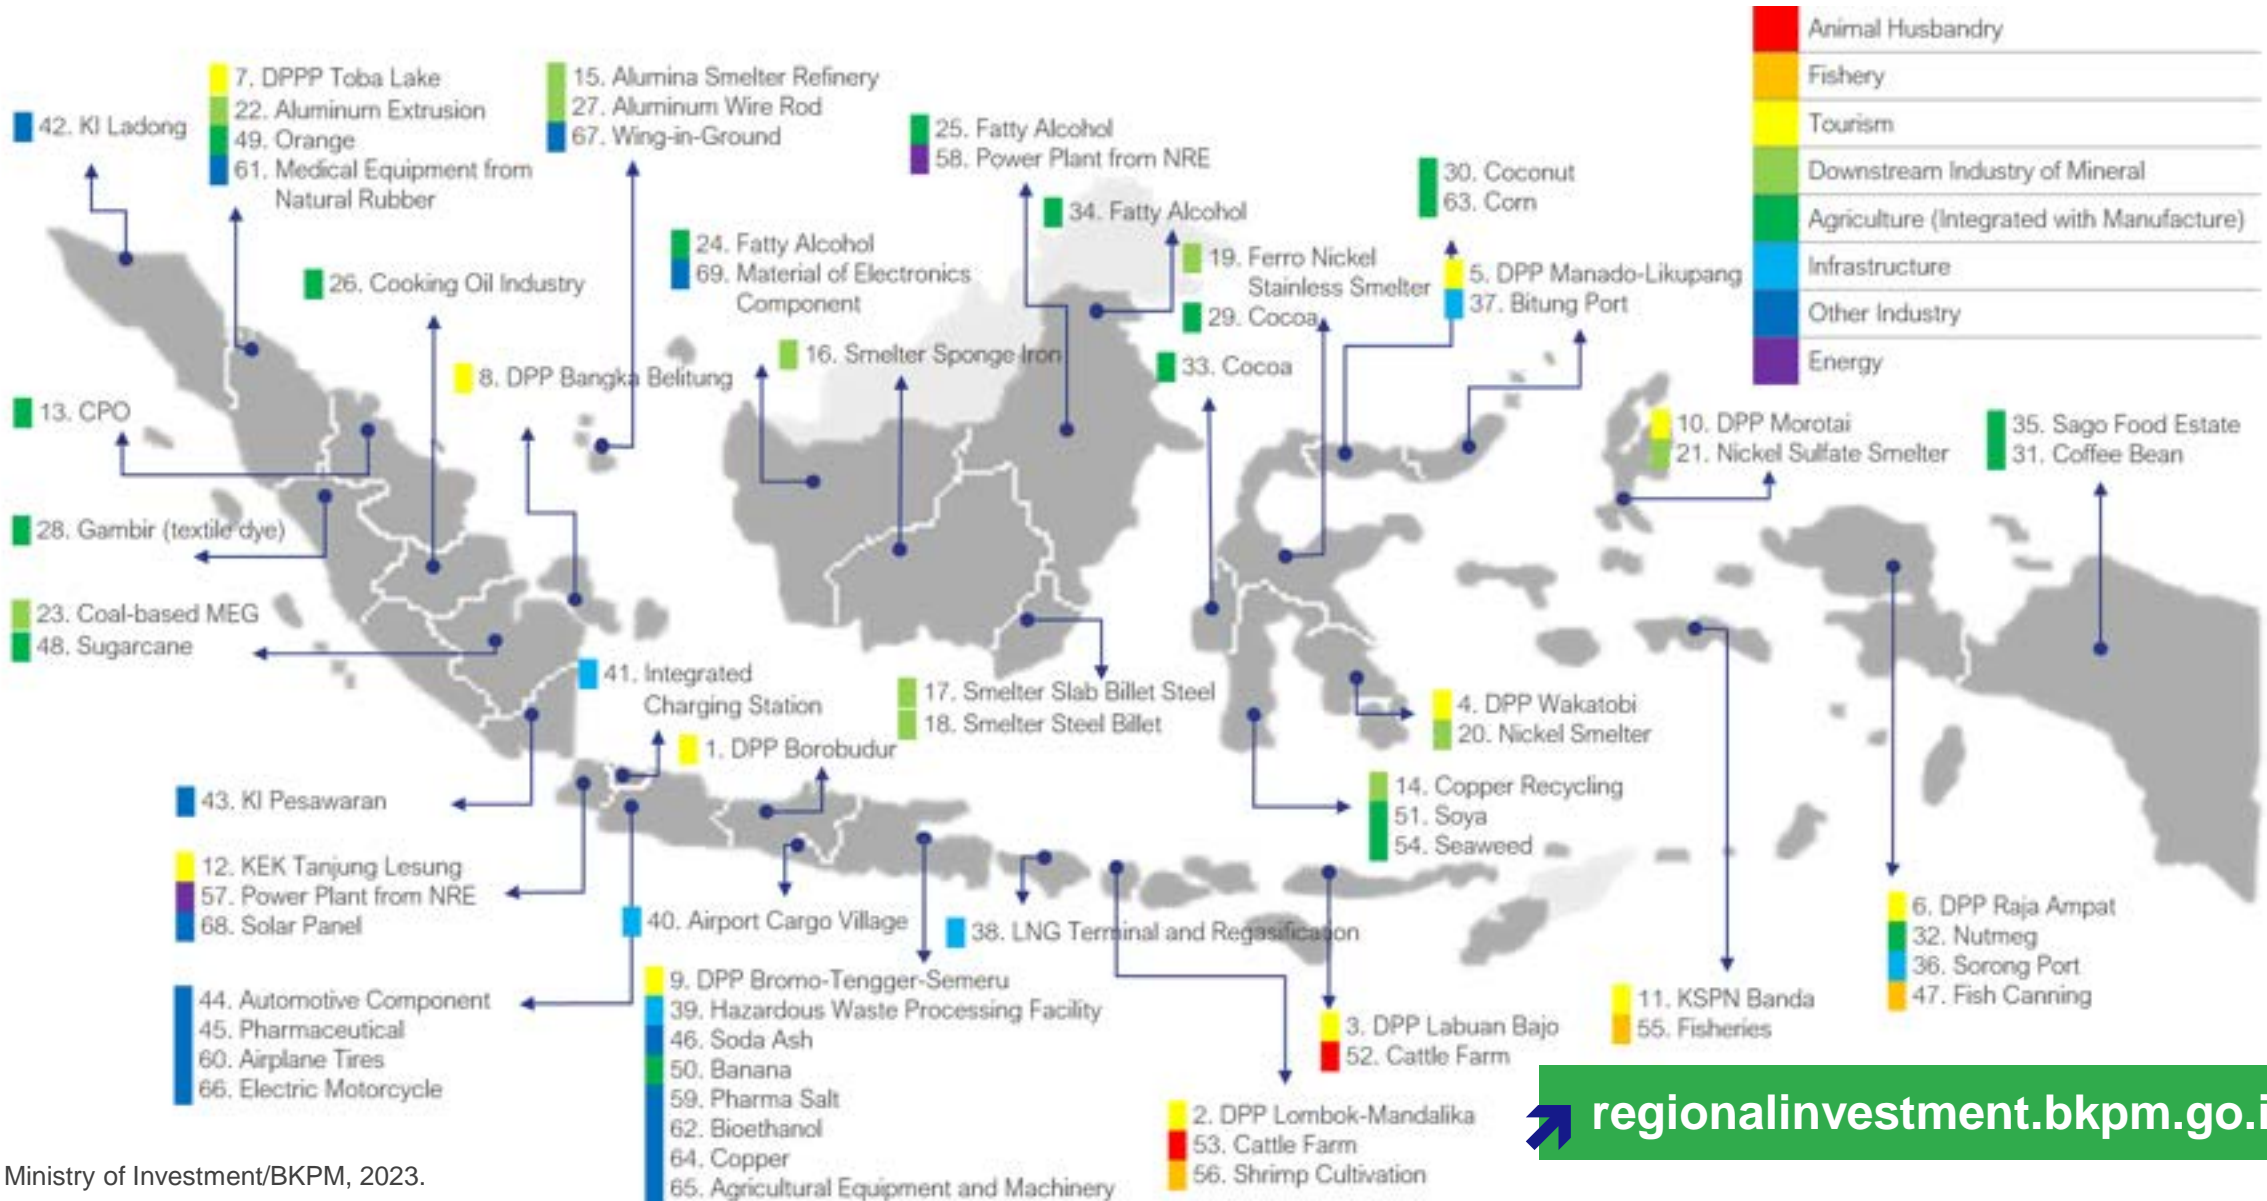 Animal Husbandry
Fishery
Tourism
Downstream Industry of Mineral
Agriculture (Integrated with Manufacture)
Infrastructure
Other Industry
Energy
42. KI Ladong
7. DPPP Toba Lake
22. Aluminum Extrusion
49. Orange
61. Medical Equipment from
Natural Rubber
15. Alumina Smelter Refinery
27. Aluminum Wire Rod
67. Wing-in-Ground
25. Fatty Alcohol
58. Power Plant from NRE
34. Fatty Alcohol
30. Coconut
63. Corn
24. Fatty Alcohol
69. Material of Electronics
Component
26. Cooking Oil Industry
19. Ferro Nickel
Stainless Smelter
29. Cocoa
5. DPP Manado-Likupang
37. Bitung Port
16. Smelter Sponge Iron
33. Cocoa
8. DPP Bangka Belitung
13. CPO
10. DPP Morotai
21. Nickel Sulfate Smelter
35. Sago Food Estate
31. Coffee Bean
28. Gambir (textile dye)
23. Coal-based MEG
48. Sugarcane
41. Integrated
Charging Station
17. Smelter Slab Billet Steel
18. Smelter Steel Billet
4. DPP Wakatobi
20. Nickel Smelter
1. DPP Borobudur
43. KI Pesawaran
14. Copper Recycling
51. Soya
54. Seaweed
12. KEK Tanjung Lesung
57. Power Plant from NRE
68. Solar Panel
40. Airport Cargo Village
38. LNG Terminal and Regasification
6. DPP Raja Ampat
32. Nutmeg
36. Sorong Port
47. Fish Canning
44. Automotive Component
45. Pharmaceutical
60. Airplane Tires
66. Electric Motorcycle
9. DPP Bromo-Tengger-Semeru
39. Hazardous Waste Processing Facility
46. Soda Ash
50. Banana
59. Pharma Salt
62. Bioethanol
64. Copper
65. Agricultural Equipment and Machinery
3. DPP Labuan Bajo
52. Cattle Farm
11. KSPN Banda
55. Fisheries
2. DPP Lombok-Mandalika
53. Cattle Farm
56. Shrimp Cultivation
regionalinvestment.bkpm.go.i
Ministry of Investment/BKPM, 2023.